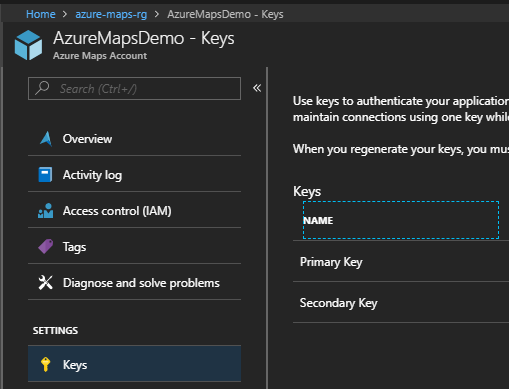 Home > azure-maps-rg > AzureMapsDemo - Keys
AzureMapsDemo - Keys
Azure Maps Account
Search (Ctrl+/)
«
Overview
Activity log
Access control (IAM)
Tags
Diagnose and solve problems
SETTINGS
Keys
Use keys to authenticate your application
maintain connections using one key while
When you regenerate your keys, you mus
Keys
NAME
Primary Key
Secondary Key